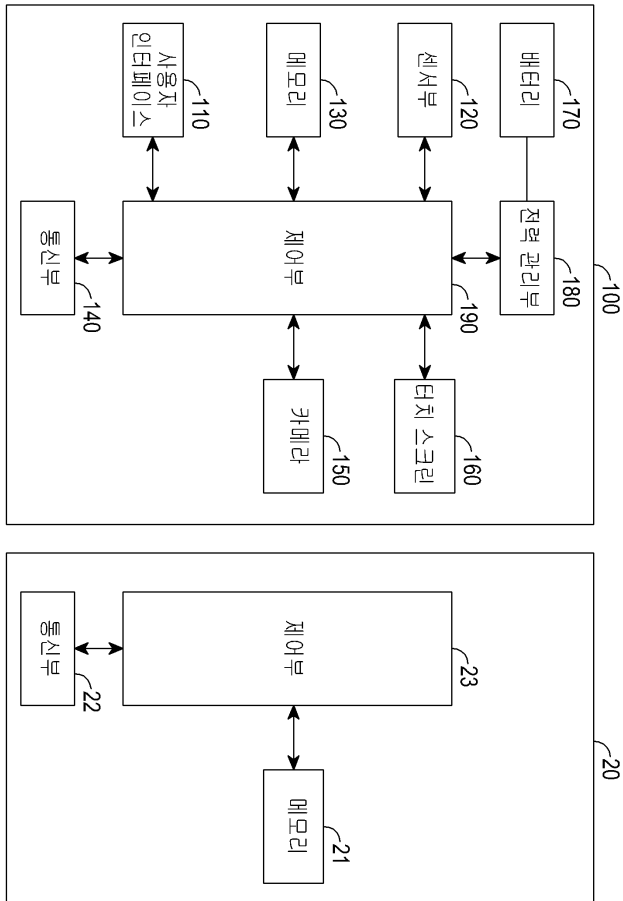 100
20
170
180
배터리
전력 관리부
120
190
160
23
센서부
터치 스크린
130
150
21
메모리
제어부
카메라
제어부
메모리
110
사용자
인터페이스
140
22
통신부
통신부